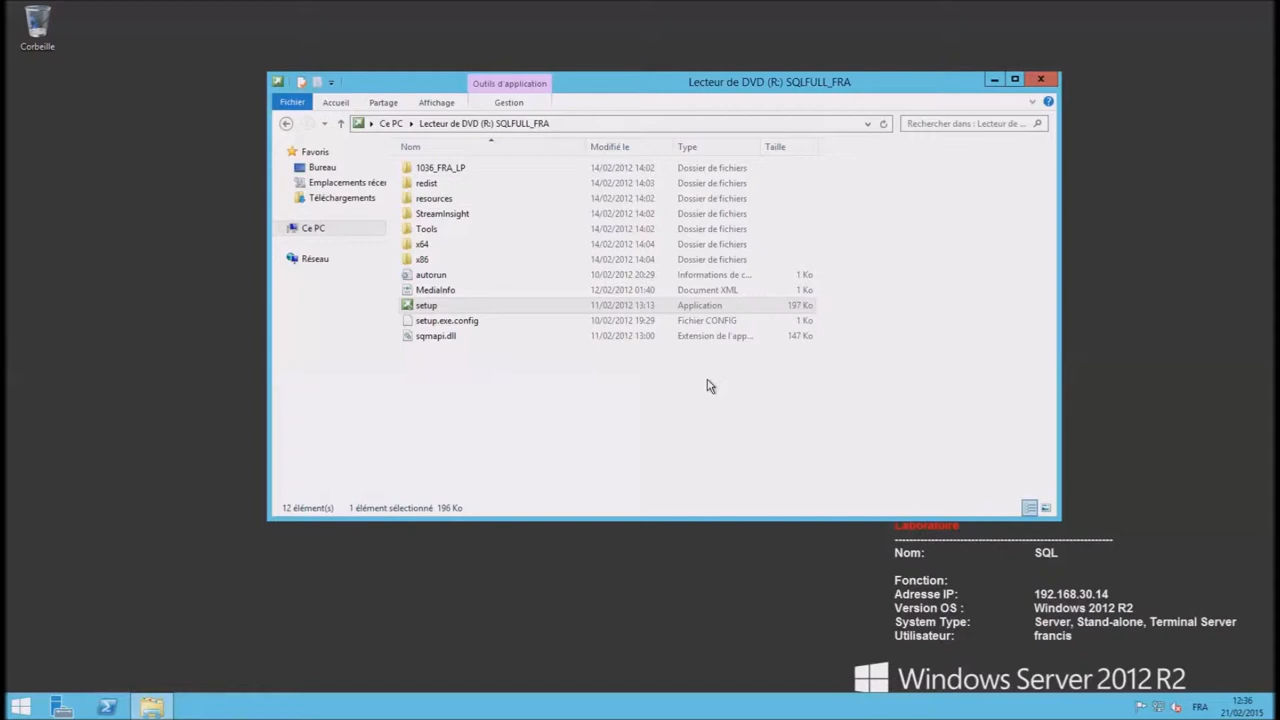 Corbeille
Outils d'application
Lecteur de DVD (R:) SQLFULL_FRA
Fichier
Accueil
Partage
Affichage
Gestion
Ce PC
Lecteur de DVD (R:) SQLFULL_FRA
Rechercher dans : Lecteur de ...
Nom
Modifié le
Type
Taille
Favoris
Bureau
Emplacements récer
Téléchargements
Ce PC
Réseau
1036_FRA_LP 14/02/2012 14:02 Dossier de fichiers
redist 14/02/2012 14:03 Dossier de fichiers
resources 14/02/2012 14:02 Dossier de fichiers
StreamInsight 14/02/2012 14:02 Dossier de fichiers
Tools 14/02/2012 14:02 Dossier de fichiers
x64 14/02/2012 14:04 Dossier de fichiers
x86 14/02/2012 14:04 Dossier de fichiers
autorun 10/02/2012 20:29 Informations de c... 1 Ko
MediaInfo 12/02/2012 01:40 Document XML 1 Ko
setup 11/02/2012 13:13 Application 197 Ko
setup.exe.config 10/02/2012 19:29 Fichier CONFIG 1 Ko
sqmapi.dll 11/02/2012 13:00 Extension de l'app... 147 Ko
12 élément(s) 1 élément sélectionné 196 Ko
Laboratoire
----------------------------------------------------------
Nom: SQL
Fonction:
Adresse IP: 192.168.30.14
Version OS : Windows 2012 R2
System Type: Server, Stand-alone, Terminal Server
Utilisateur: francis
Windows Server 2012 R2
FRA
12:36
21/02/2015